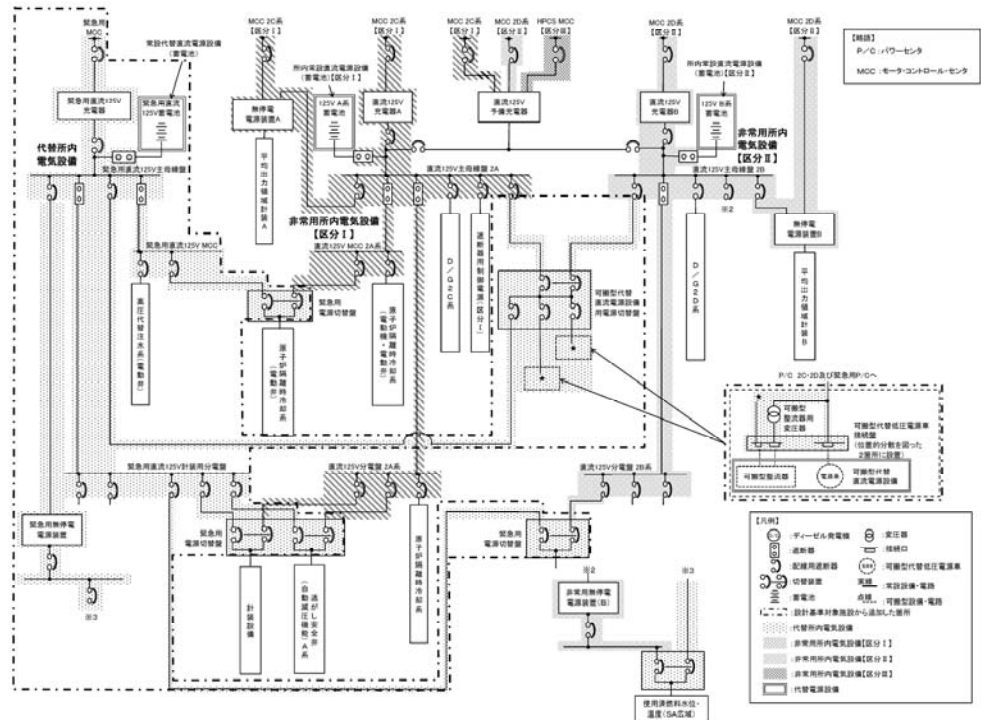 緊急用
MCC
常設代替直流電源設備
(蓄電池)
緊急用直流125V
充電器
緊急用直流
125V蓄電池
代替所内
電気設備
緊急用直流125V主母線盤
MCC 2C系
【区分Ⅰ】
無停電
電源装置A
平均出力領域計装A
所内常設直流電源設備
(蓄電池)【区分Ⅰ】
125V A系
蓄電池
MCC 2C系
【区分Ⅰ】
直流125V
充電器A
直流125V主母線盤 2A
MCC 2C系
【区分Ⅰ】
MCC 2D系
【区分Ⅱ】
HPCS MCC
【区分Ⅲ】
直流125V
予備充電器
MCC 2D系
【区分Ⅱ】
直流125V
充電器B
所内常設直流電源設備
(蓄電池)【区分Ⅱ】
125V B系
蓄電池
非常用所内
電気設備
【区分Ⅱ】
直流125V主母線盤 2B
※2
MCC 2D系
【区分Ⅱ】
無停電
電源装置B
平均出力領域計装B
【略語】
P/C:パワーセンタ
MCC:モータ・コントロール・センタ
非常用所内電気設備
【区分Ⅰ】
緊急用直流125V MCC
直流125V MCC 2A系
高圧代替注水系(電動弁)
緊急用
電源切替盤
原子炉隔離時冷却系
(電動弁)
原子炉隔離時冷却系
(電動機・電動弁)
D/G2C系
遮断器用制御電源(区分Ⅰ)
可搬型代替
直流電源設備
用電源切替盤
★
★
D/G2D系
P/C 2C・2D及び緊急用P/Cへ
★
可搬型
整流器用
変圧器
可搬型代替低圧電源車
接続盤
(位置的分散を図った
2箇所に設置)
可搬型整流器
電源車
可搬型代替
直流電源設備
緊急用直流125V計装用分電盤
直流125V分電盤 2A系
直流125V分電盤 2B系
緊急用無停電
電源装置
※3
緊急用
電源切替盤
計装設備
逃がし安全弁
(自動減圧機能)A系
原子炉隔離時冷却系
緊急用
電源切替盤
※2
非常用無停電
電源装置(B)
※3
使用済燃料水位・
温度(SA広域)
【凡例】
:ディーゼル発電機
:遮断器
:配線用遮断器
:切替装置
:蓄電池
:変圧器
:接続口
電源車
:可搬型代替低圧電源車
実線
:常設設備・電路
点線
:可搬型設備・電路
:設計基準対象施設から追加した箇所
:代替所内電気設備
:非常用所内電気設備【区分Ⅰ】
:非常用所内電気設備【区分Ⅱ】
:非常用所内電気設備【区分Ⅲ】
:代替電源設備